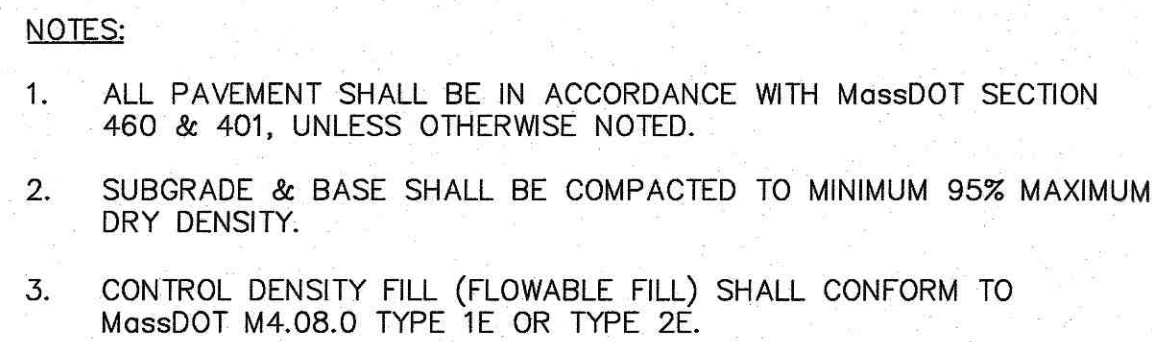 NOTES:
1. ALL PAVEMENT SHALL BE IN ACCORDANCE WITH MassDOT SECTION
460 & 401, UNLESS OTHERWISE NOTED.
2. SUBGRADE & BASE SHALL BE COMPACTED TO MINIMUM 95% MAXIMUM
DRY DENSITY.
3. CONTROL DENSITY FILL (FLOWABLE FILL) SHALL CONFORM TO
MassDOT M4.08.0 TYPE 1E OR TYPE 2E.